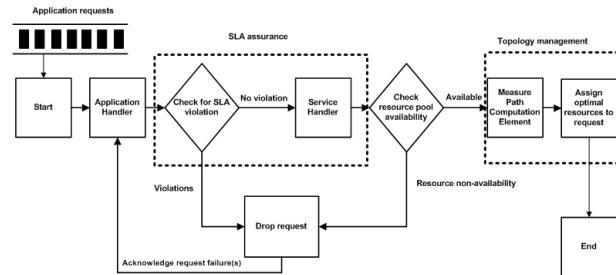 Application requests
SLA assurance
Topology management
Start
Application
Handler
Check for SLA
violation
No violation
Service
Handler
Check
resource pool
availability
Available
Measure
Path
Computation
Element
Assign
optimal
resources to
request
Violations
Resource non-availability
Drop request
End
Acknowledge request failure(s)